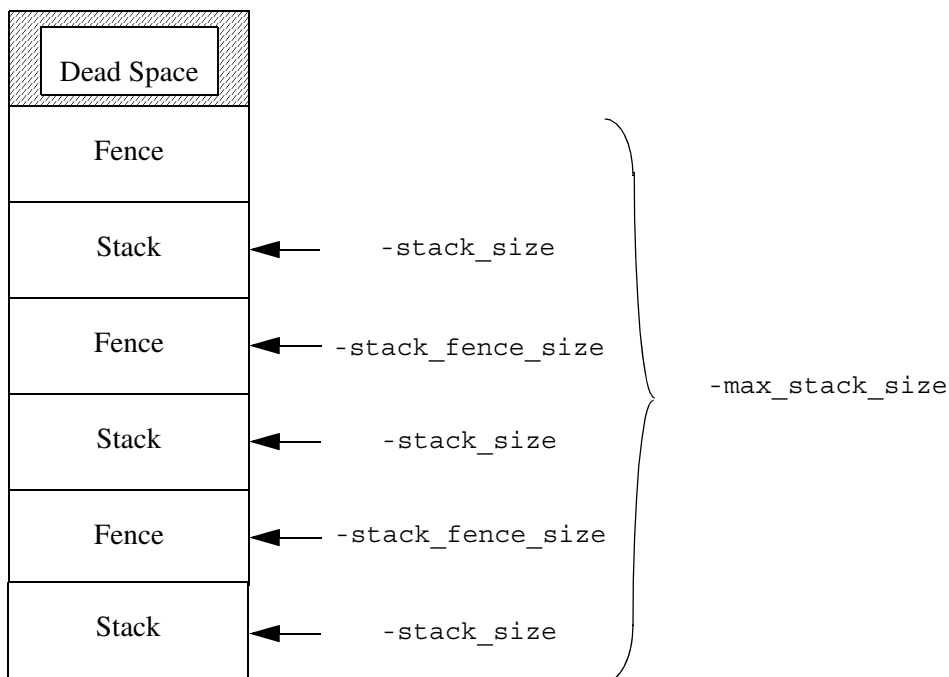 Dead Space
Fence
Stack
-stack_size
Fence
-stack_fence_size
-max_stack_size
Stack
-stack_size
Fence
-stack_fence_size
Stack
-stack_size